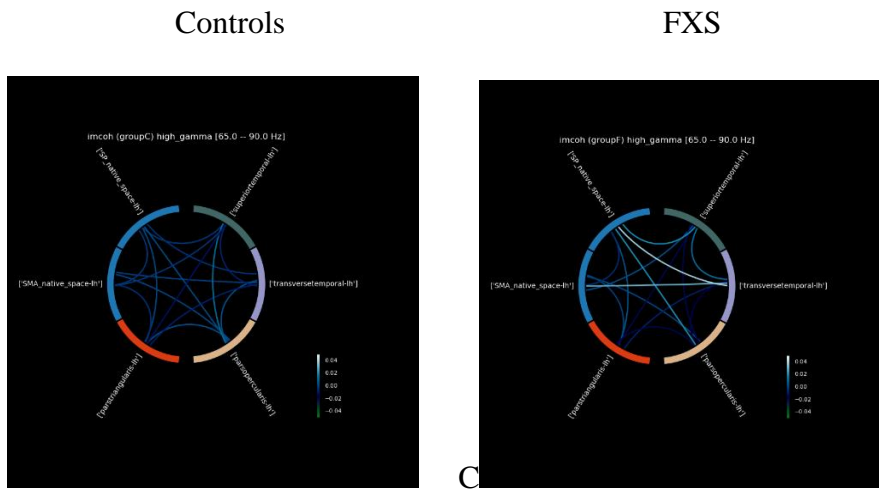 Controls
FXS
imcoh (groupC) high_gamma [65.0 -- 90.0 Hz]
['SP_native_space-lh']
['superiortemporal-lh']
['SMA_native_space-lh']
['transversetemporal-lh']
['parstriangularis-lh']
['parsopercularis-lh']
0.04
0.02
0.00
−0.02
−0.04
imcoh (groupF) high_gamma [65.0 -- 90.0 Hz]
['SP_native_space-lh']
['superiortemporal-lh']
['SMA_native_space-lh']
['transversetemporal-lh']
['parstriangularis-lh']
['parsopercularis-lh']
0.04
0.02
0.00
−0.02
−0.04
C